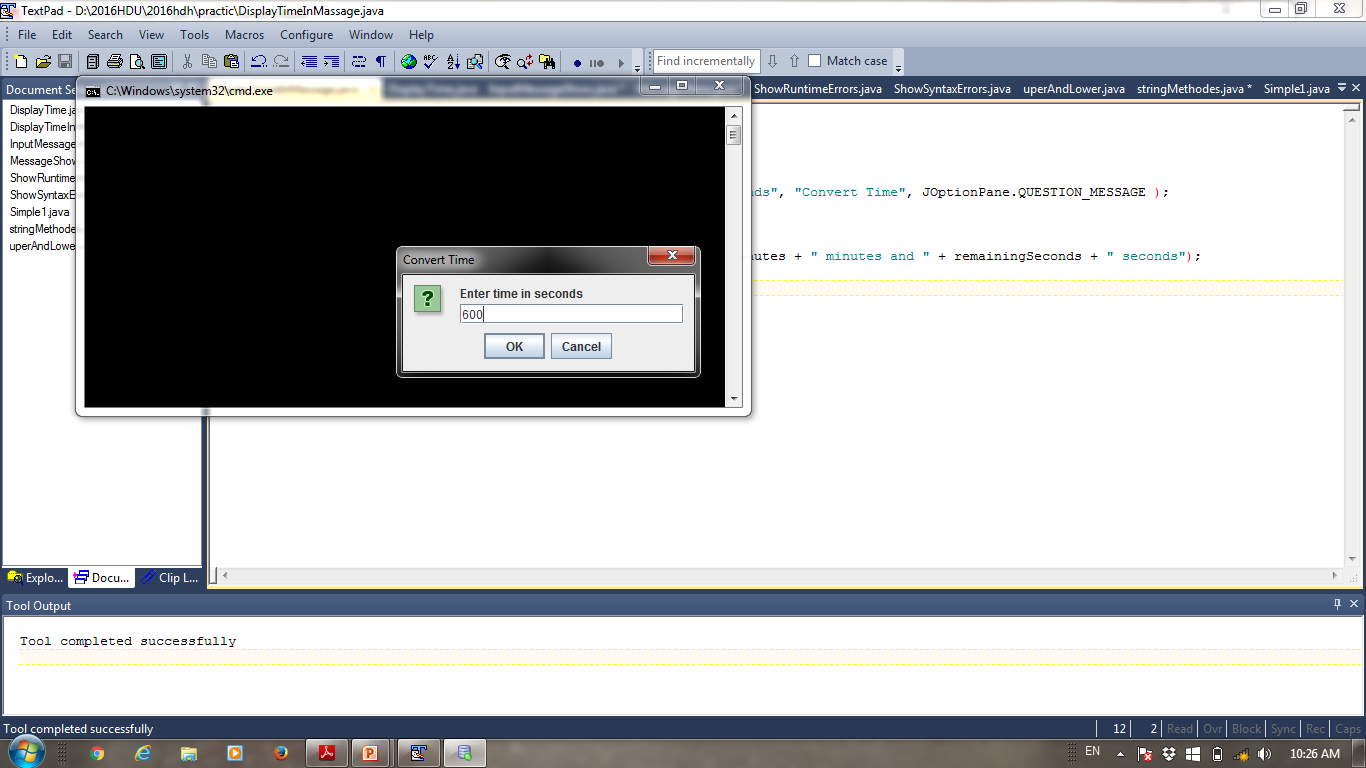 TextPad - D:\2016HDU\2016hdh\practic\DisplayTimeInMassage.java
File Edit Search View Tools Macros Configure Window Help
Find incrementally Match case
Document Se
C:\Windows\system32\cmd.exe
ShowRuntimeErrors.java ShowSyntaxErrors.java uperAndLower.java stringMethodes.java * Simple1.java
DisplayTime.ja
DisplayTimeIn
InputMessage
MessageShow
ShowRuntime
ShowSyntaxE
Simple1.java
stringMethode
uperAndLowe
ds", "Convert Time", JOptionPane.QUESTION_MESSAGE );
utes + " minutes and " + remainingSeconds + " seconds");
Convert Time
Enter time in seconds
600
OK Cancel
Explo... Docu... Clip L...
Tool Output
Tool completed successfully
Tool completed successfully 12 2 Read Ovr Block Sync Rec Caps
EN 10:26 AM